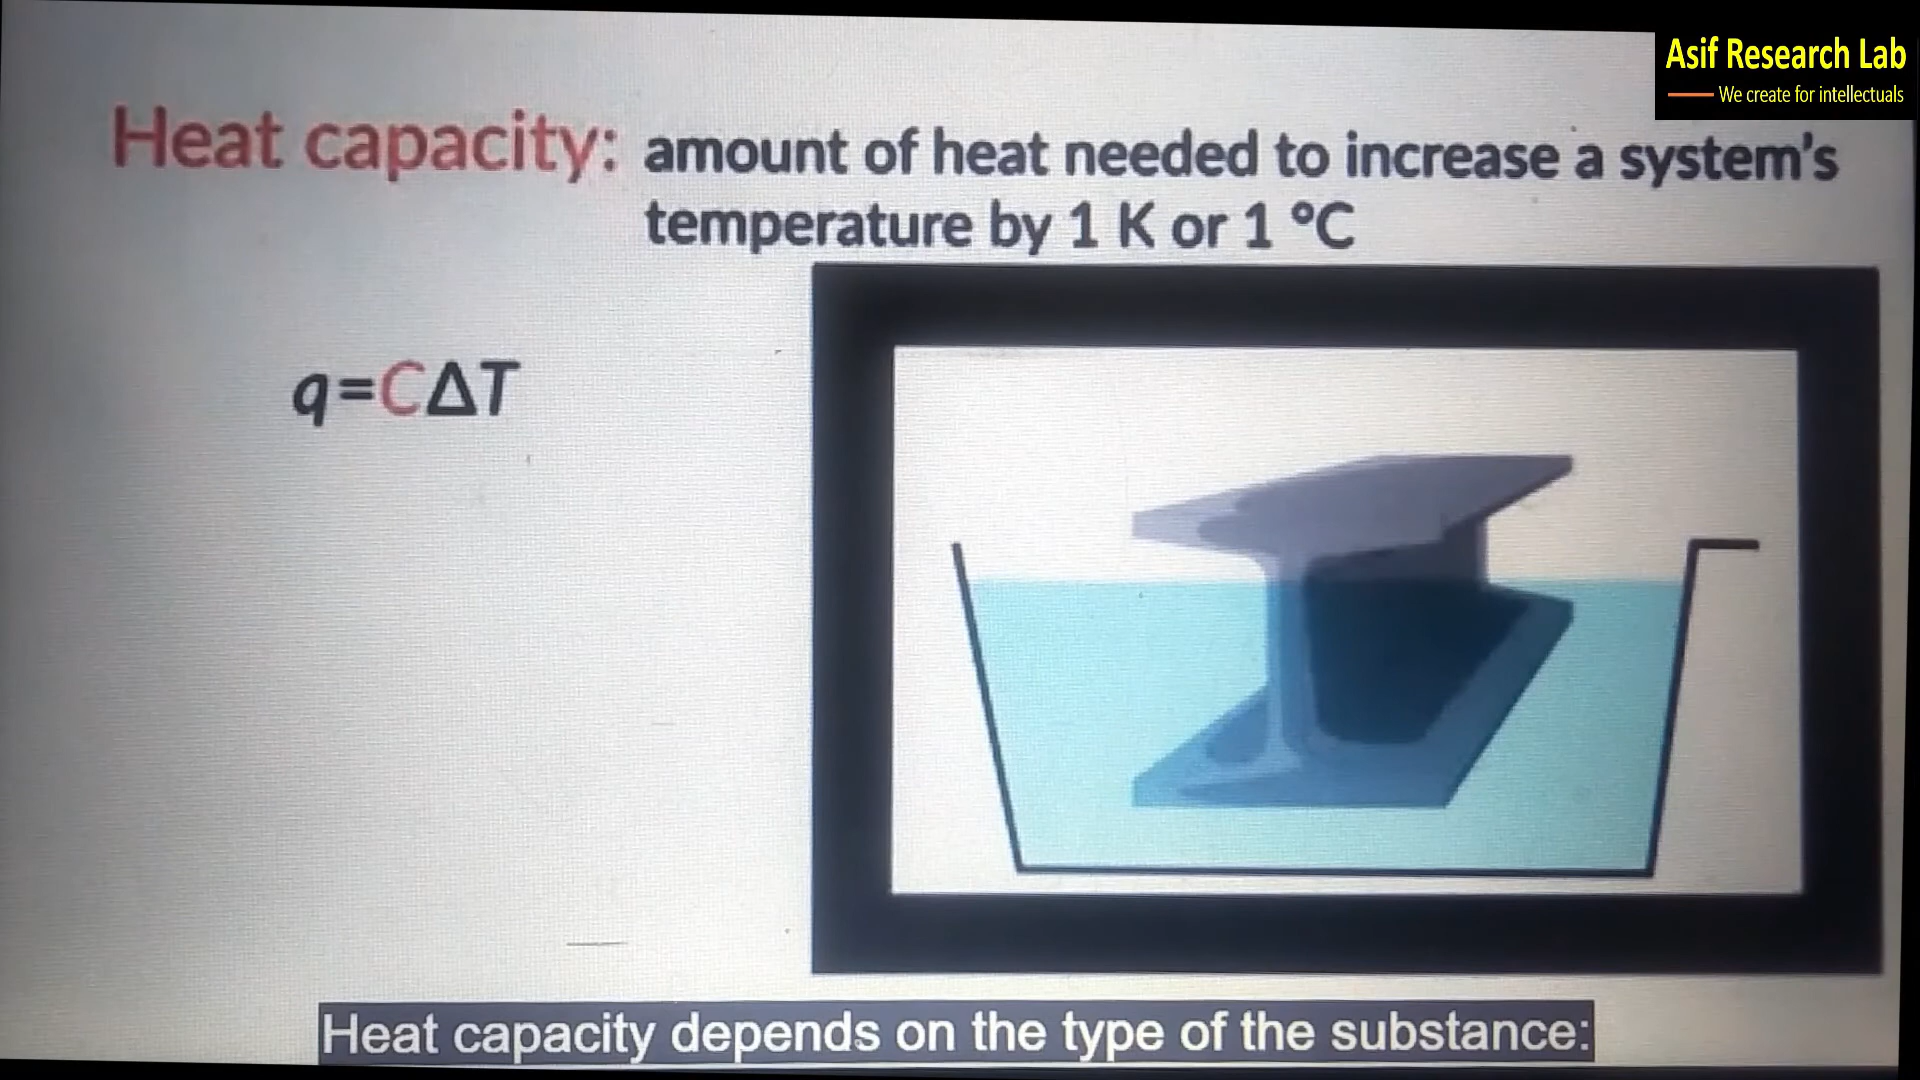 Asif Research Lab
We create for intellectuals
Heat capacity: amount of heat needed to increase a system's
temperature by 1 K or 1 °C
q=CΔT
Heat capacity depends on the type of the substance: